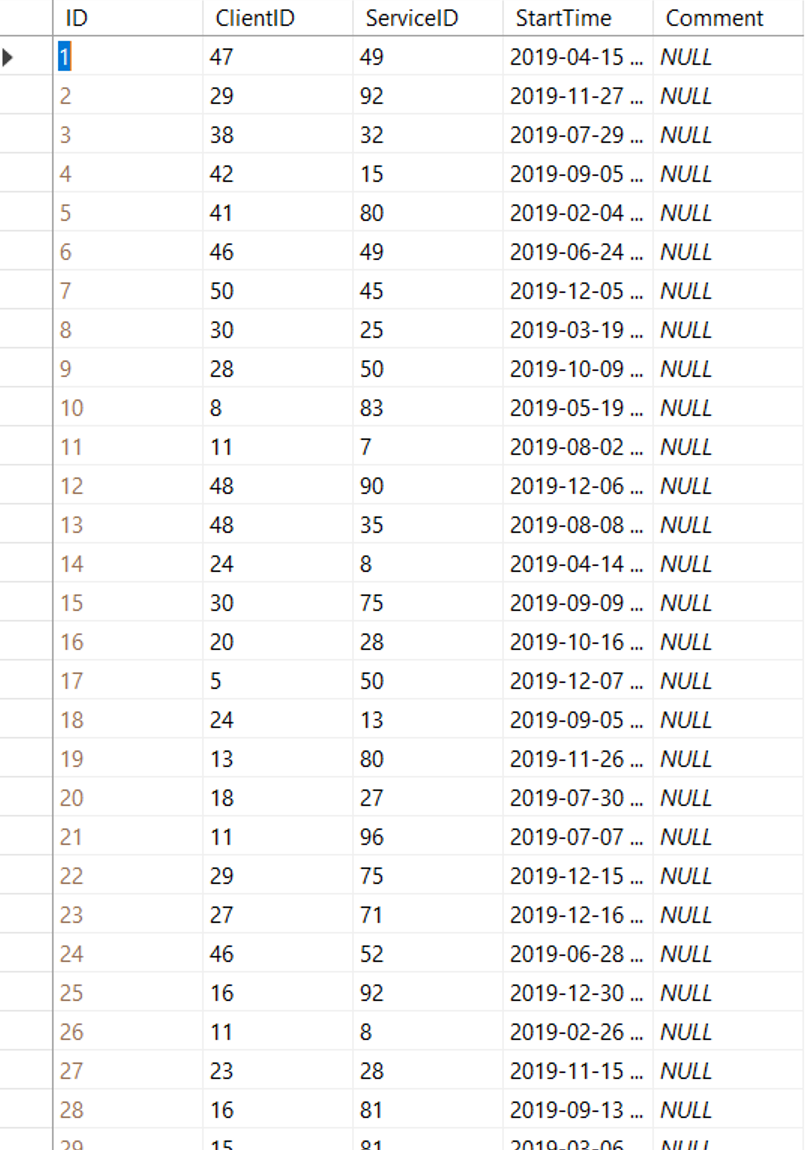 ID ClientID ServiceID StartTime Comment
1 47 49 2019-04-15 ... NULL
2 29 92 2019-11-27 ... NULL
3 38 32 2019-07-29 ... NULL
4 42 15 2019-09-05 ... NULL
5 41 80 2019-02-04 ... NULL
6 46 49 2019-06-24 ... NULL
7 50 45 2019-12-05 ... NULL
8 30 25 2019-03-19 ... NULL
9 28 50 2019-10-09 ... NULL
10 8 83 2019-05-19 ... NULL
11 11 7 2019-08-02 ... NULL
12 48 90 2019-12-06 ... NULL
13 48 35 2019-08-08 ... NULL
14 24 8 2019-04-14 ... NULL
15 30 75 2019-09-09 ... NULL
16 20 28 2019-10-16 ... NULL
17 5 50 2019-12-07 ... NULL
18 24 13 2019-09-05 ... NULL
19 13 80 2019-11-26 ... NULL
20 18 27 2019-07-30 ... NULL
21 11 96 2019-07-07 ... NULL
22 29 75 2019-12-15 ... NULL
23 27 71 2019-12-16 ... NULL
24 46 52 2019-06-28 ... NULL
25 16 92 2019-12-30 ... NULL
26 11 8 2019-02-26 ... NULL
27 23 28 2019-11-15 ... NULL
28 16 81 2019-09-13 ... NULL
29 15 81 2019-03-06 ... NULL